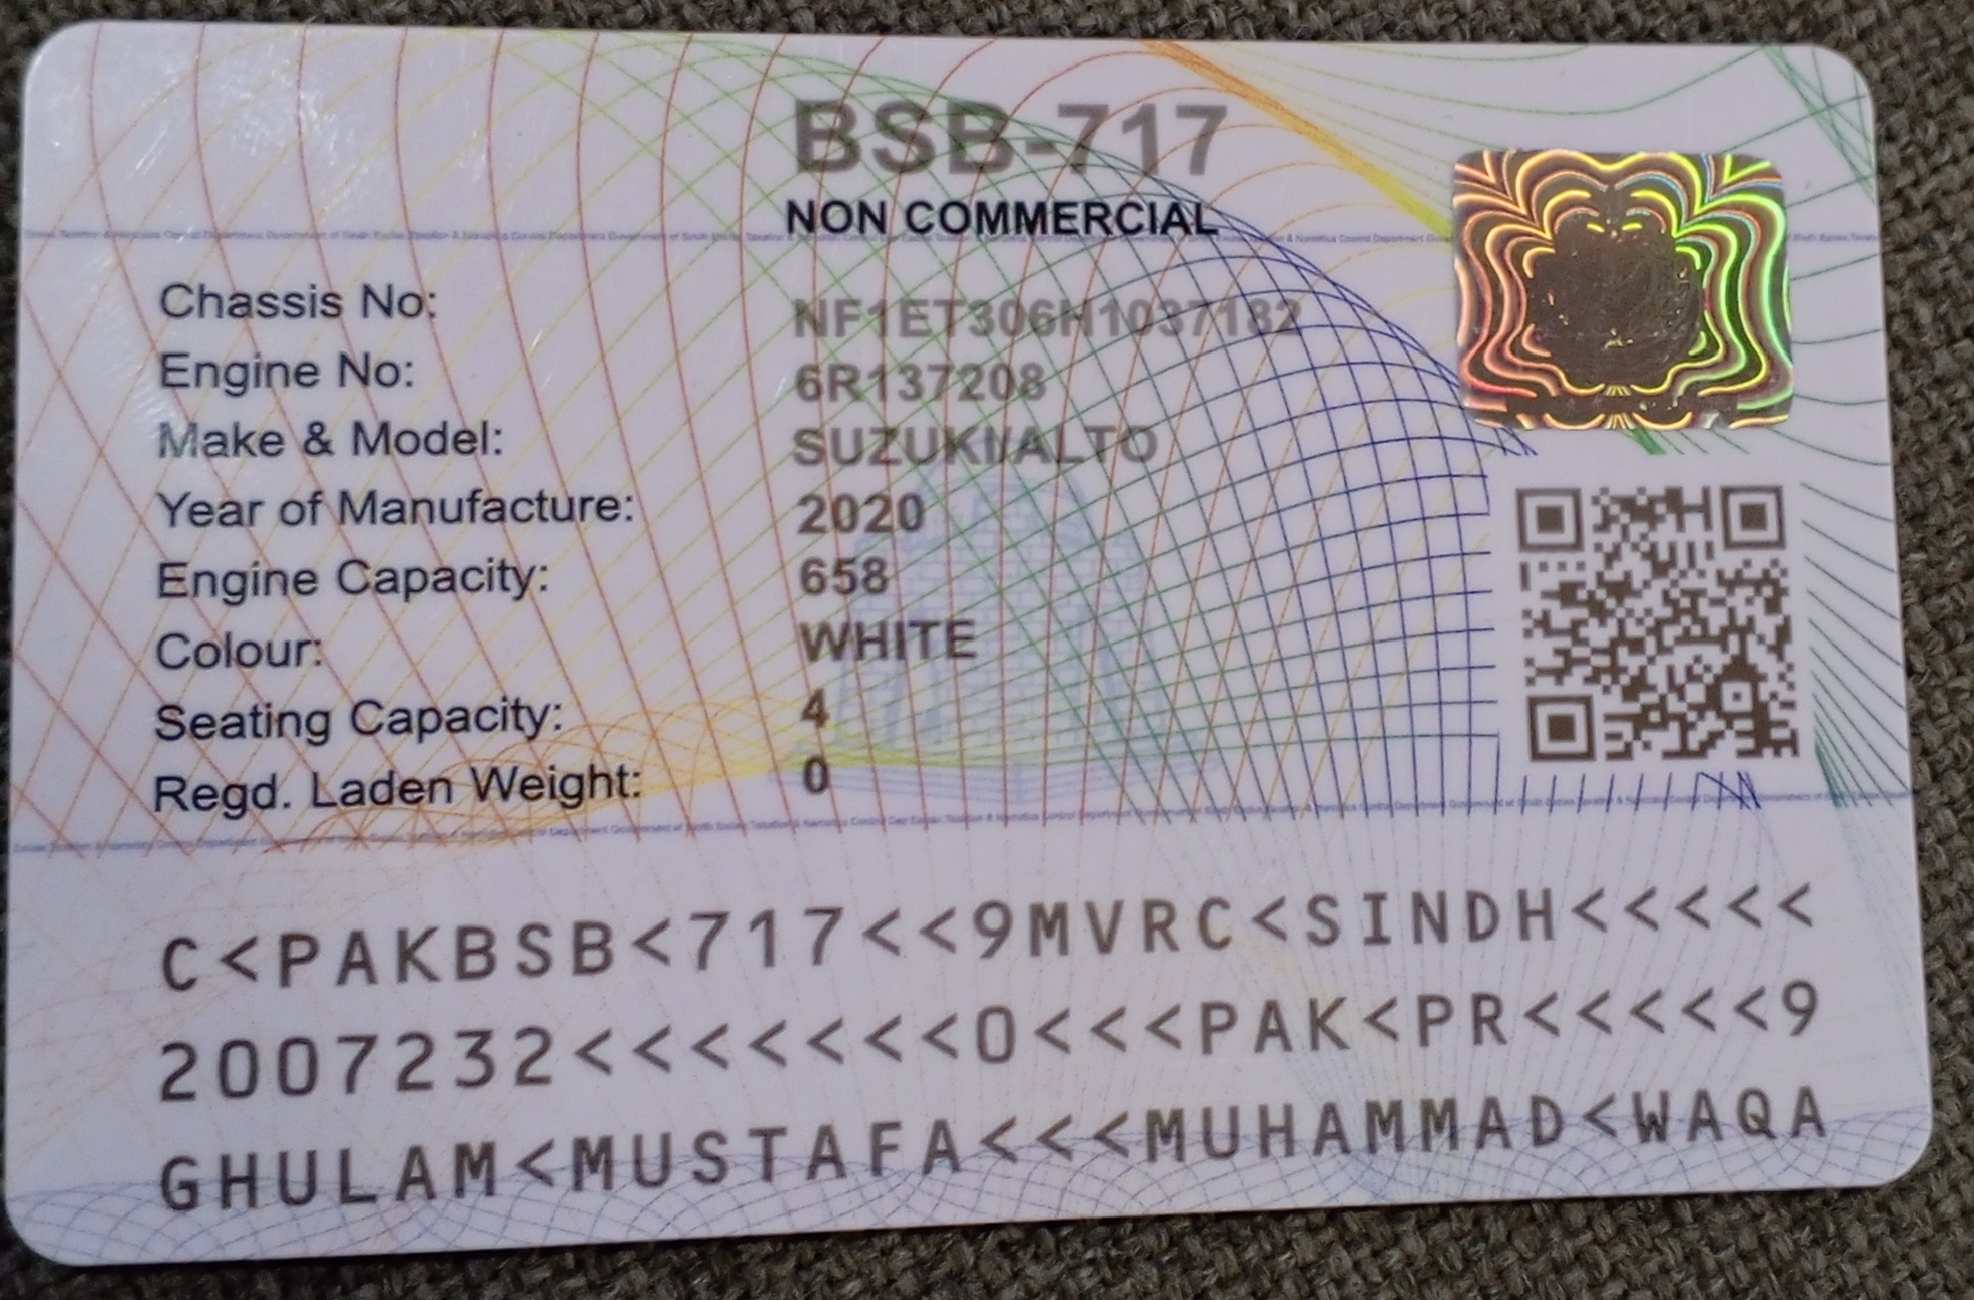 BSB-717
NON COMMERCIAL
Chassis No: NF1ET306H1037182
Engine No: 6R137208
Make & Model: SUZUKI/ALTO
Year of Manufacture: 2020
Engine Capacity: 658
Colour: WHITE
Seating Capacity: 4
Regd. Laden Weight: 0
C<PAKBSB<717<<9MVRC<SINDH<<<<<
2007232<<<<<<<0<<<PAK<PR<<<<<9
GHULAM<MUSTAFA<<<MUHAMMAD<WAQA